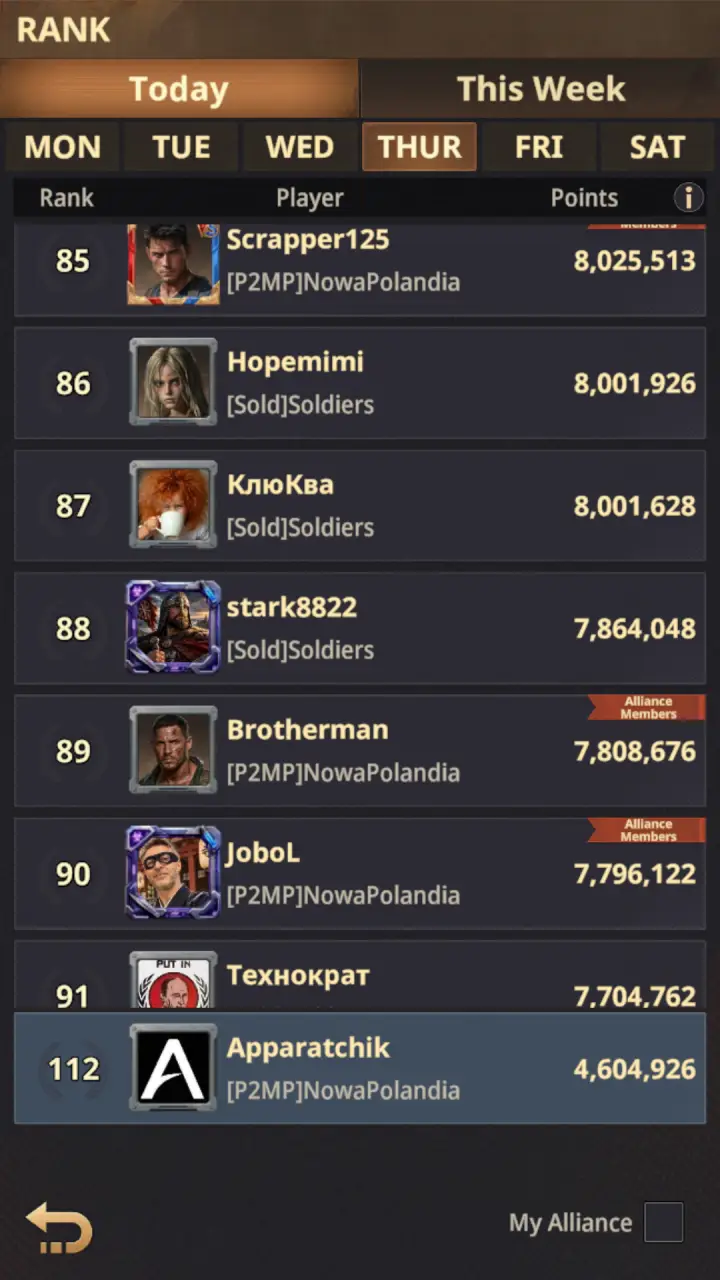 RANK
Today This Week
MON TUE WED THUR FRI SAT
Rank Player Points i
Members
85 Scrapper125 8,025,513
[P2MP]NowaPolandia
86 Hopemimi 8,001,926
[Sold]Soldiers
87 КлюКва 8,001,628
[Sold]Soldiers
88 stark8822 7,864,048
[Sold]Soldiers
Alliance
Members
89 Brotherman 7,808,676
[P2MP]NowaPolandia
Alliance
Members
90 JoboL 7,796,122
[P2MP]NowaPolandia
PUT IN
91 Технократ 7,704,762
112 Apparatchik 4,604,926
[P2MP]NowaPolandia
My Alliance